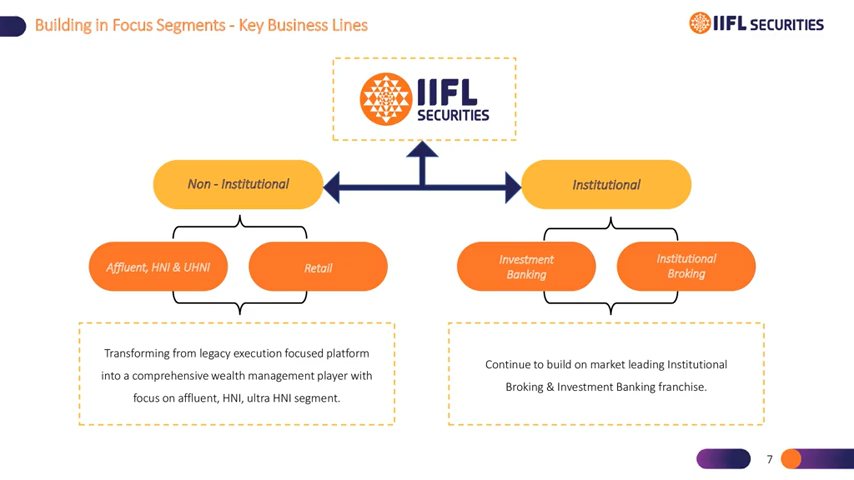 Building in Focus Segments - Key Business Lines
IIFL SECURITIES
IIFL
SECURITIES
Non - Institutional
Institutional
Affluent, HNI & UHNI
Retail
Investment
Banking
Institutional
Broking
Transforming from legacy execution focused platform
into a comprehensive wealth management player with
focus on affluent, HNI, ultra HNI segment.
Continue to build on market leading Institutional
Broking & Investment Banking franchise.
7